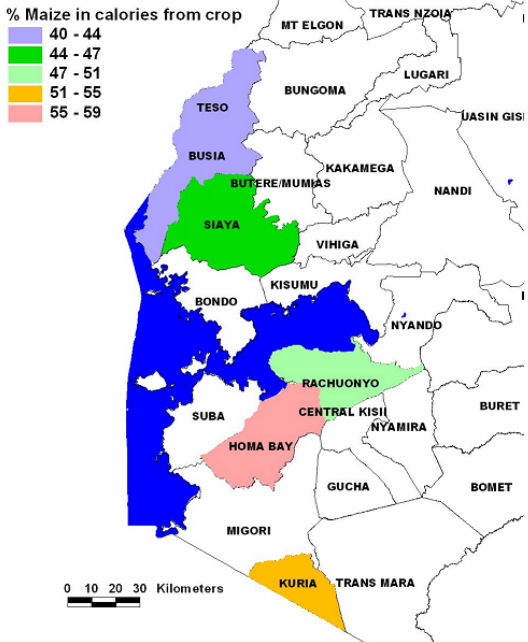 % Maize in calories from crop
40 - 44
44 - 47
47 - 51
51 - 55
55 - 59
TRANS NZOIA
MT ELGON
LUGARI
BUNGOMA
TESO
UASIN GIS
BUSIA
KAKAMEGA
BUTERE/MUMIAS
NANDI
SIAYA
VIHIGA
KISUMU
BONDO
NYANDO
RACHUONYO
SUBA
CENTRAL KISII
BURET
NYAMIRA
HOMA BAY
GUCHA
BOMET
MIGORI
KURIA
TRANS MARA
0 10 20 30 Kilometers